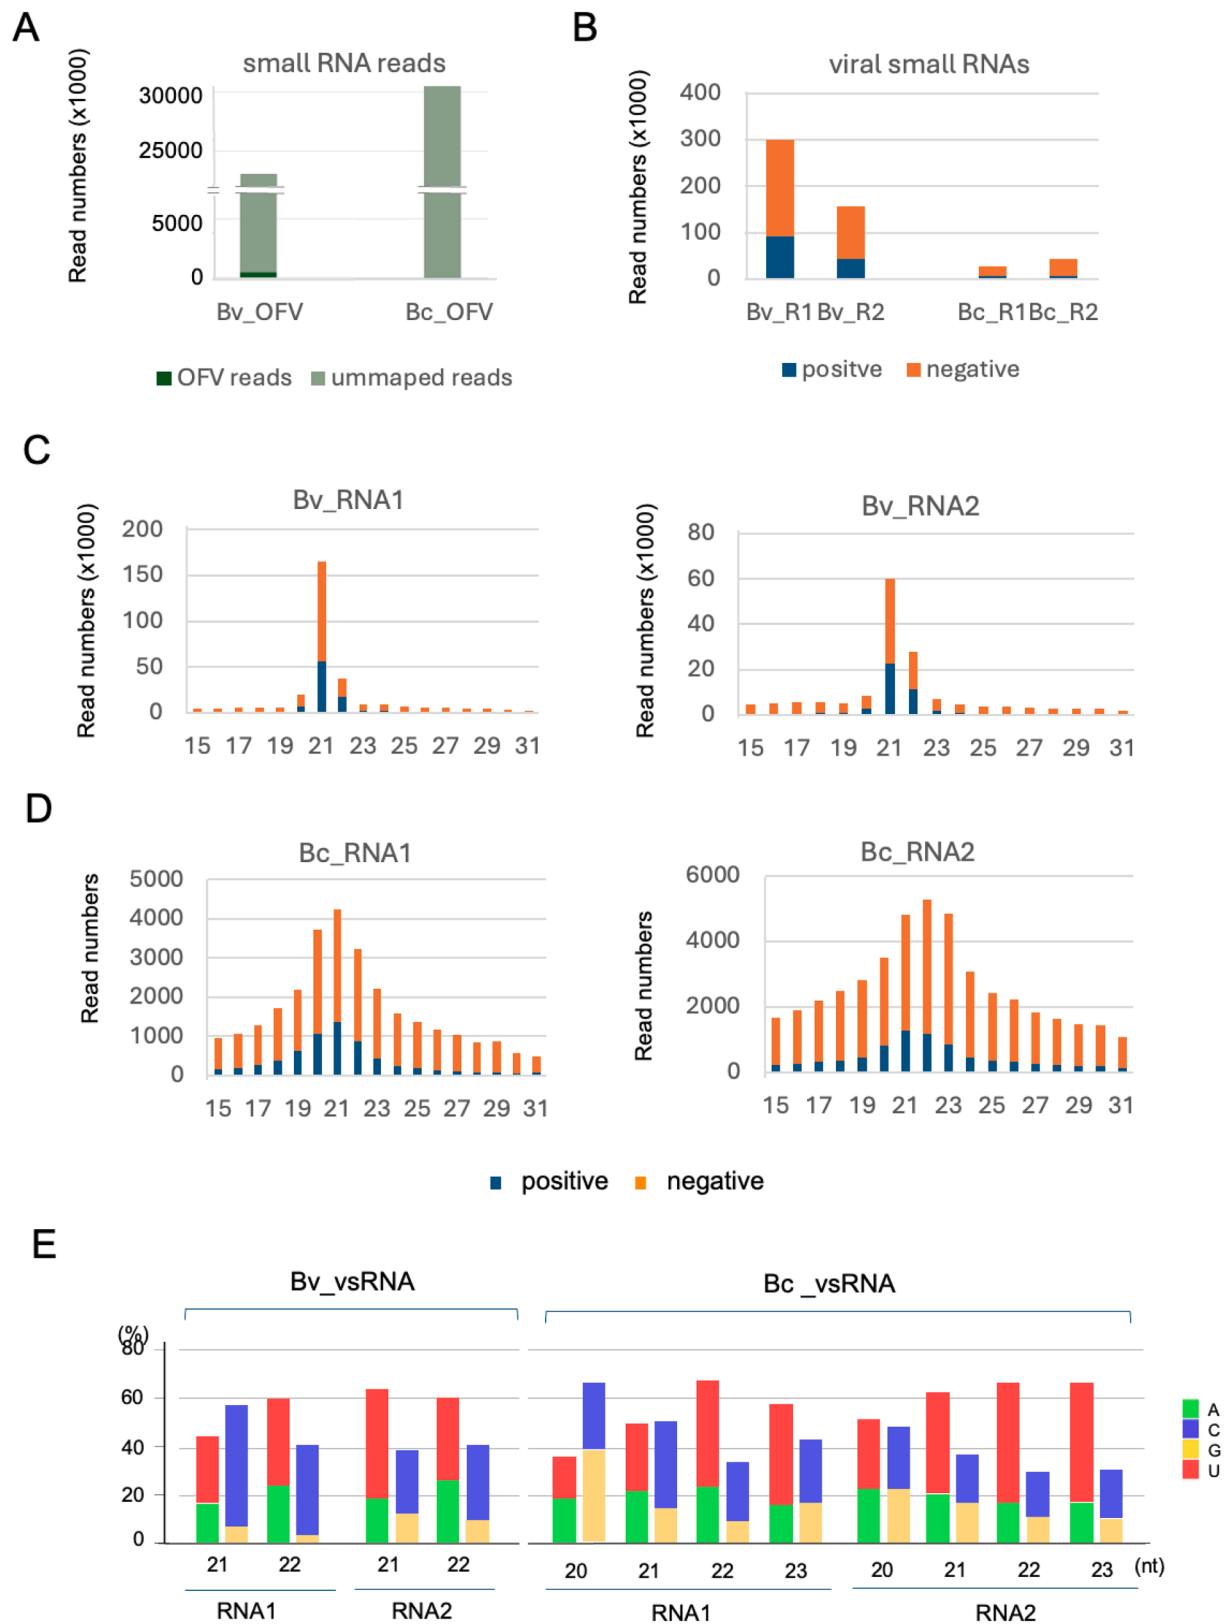 A
small RNA reads
Read numbers (x1000)
30000
25000
5000
0
Bv_OFV
Bc_OFV
OFV reads
ummaped reads
B
viral small RNAs
Read numbers (x1000)
400
300
200
100
0
Bv_R1
Bv_R2
Bc_R1
Bc_R2
positve
negative
C
Bv_RNA1
Read numbers (x1000)
200
150
100
50
0
15 17 19 21 23 25 27 29 31
Bv_RNA2
Read numbers (x1000)
80
60
40
20
0
15 17 19 21 23 25 27 29 31
D
Bc_RNA1
Read numbers
5000
4000
3000
2000
1000
0
15 17 19 21 23 25 27 29 31
Bc_RNA2
Read numbers
6000
4000
2000
0
15 17 19 21 23 25 27 29 31
positive
negative
E
Bv_vsRNA
Bc _vsRNA
(%)
80
60
40
20
0
21 22 21 22 20 21 22 23 20 21 22 23 (nt)
RNA1 RNA2 RNA1 RNA2
A
C
G
U